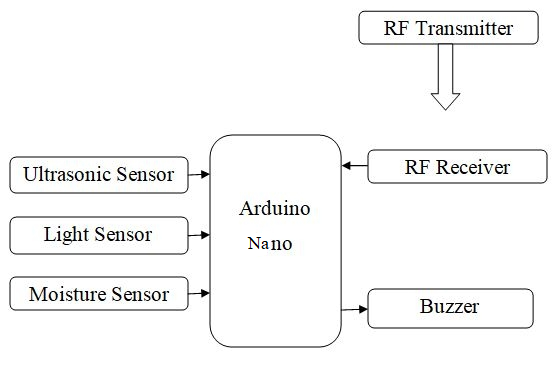 RF Transmitter
Ultrasonic Sensor
RF Receiver
Arduino
Nano
Light Sensor
Moisture Sensor
Buzzer